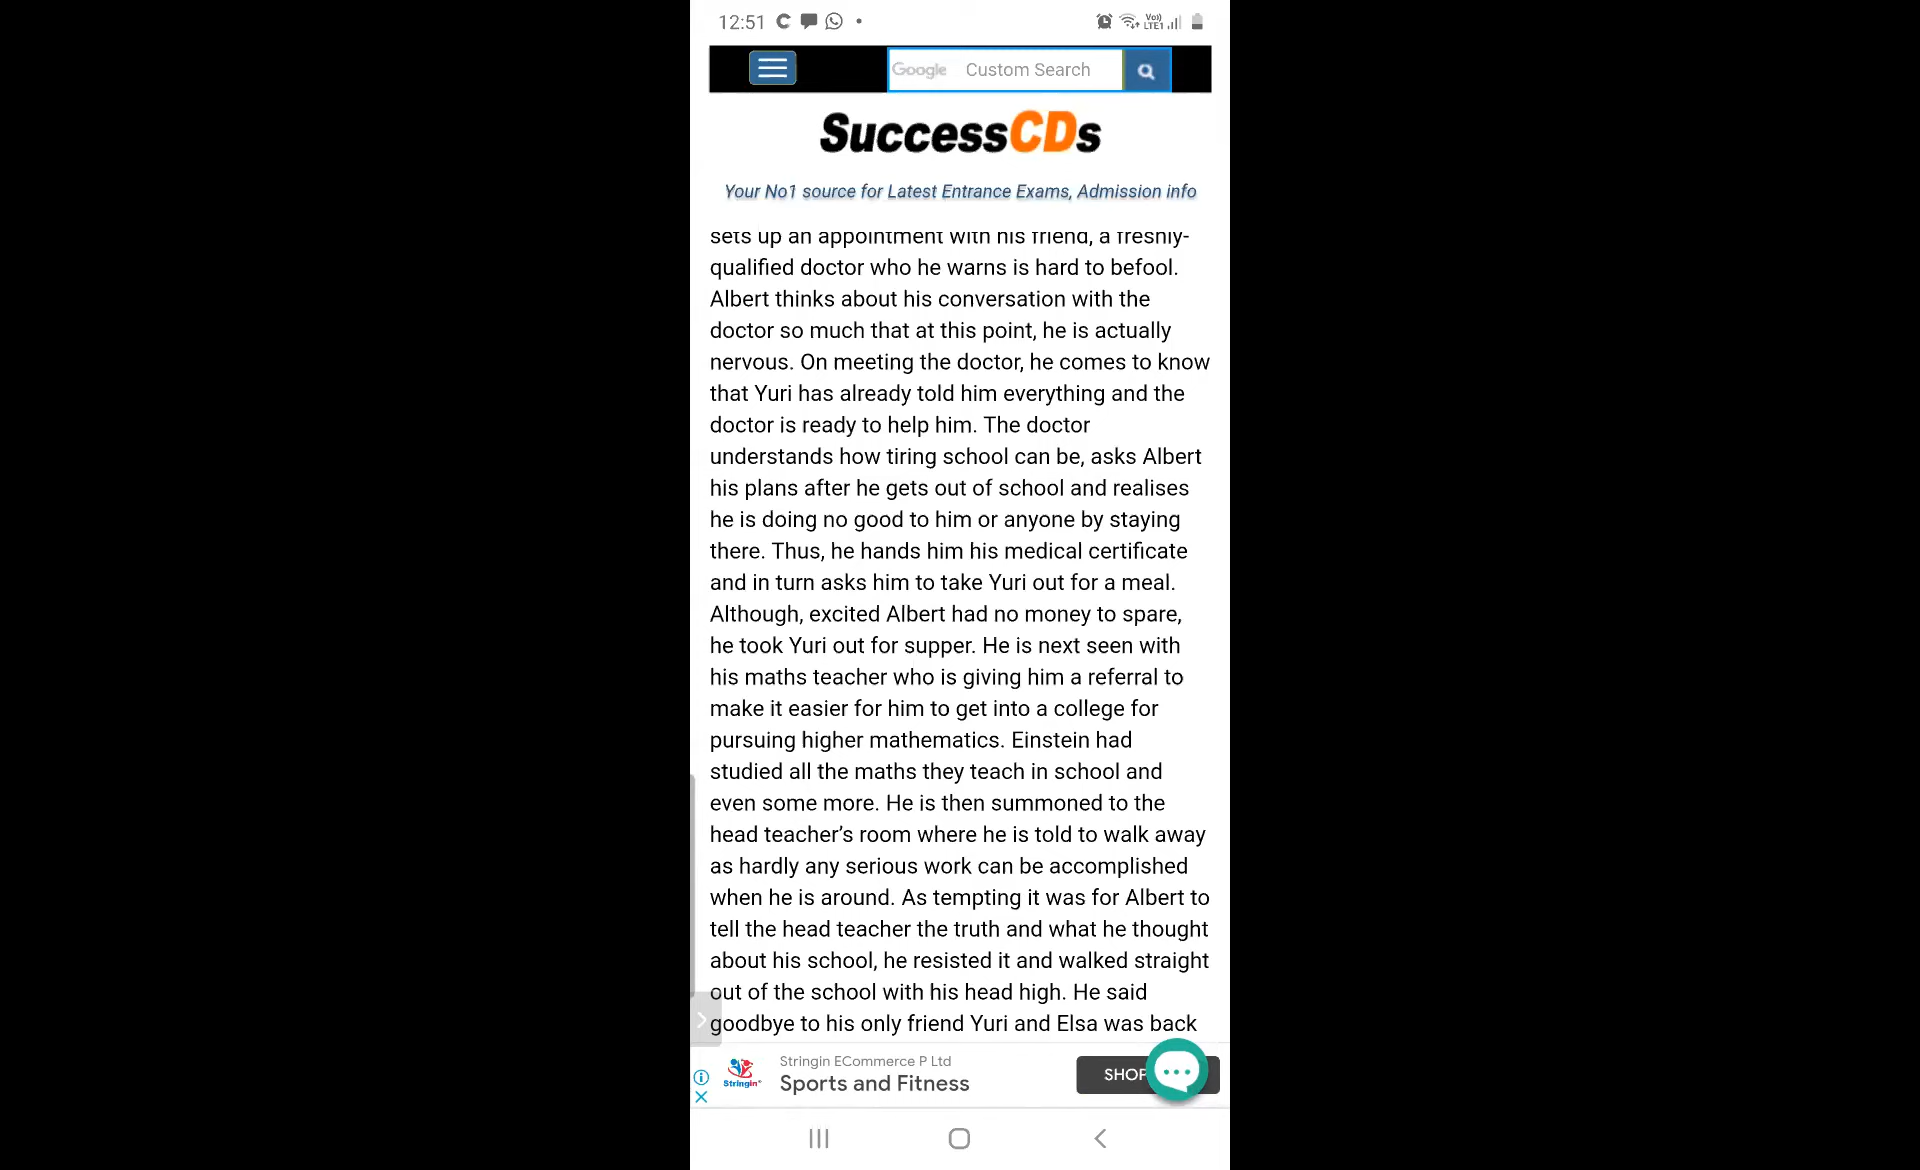 12:51
Vo))
LTE1
Google Custom Search
SuccessCDs
Your No1 source for Latest Entrance Exams, Admission info
sets up an appointment with his friend, a freshly-
qualified doctor who he warns is hard to befool.
Albert thinks about his conversation with the
doctor so much that at this point, he is actually
nervous. On meeting the doctor, he comes to know
that Yuri has already told him everything and the
doctor is ready to help him. The doctor
understands how tiring school can be, asks Albert
his plans after he gets out of school and realises
he is doing no good to him or anyone by staying
there. Thus, he hands him his medical certificate
and in turn asks him to take Yuri out for a meal.
Although, excited Albert had no money to spare,
he took Yuri out for supper. He is next seen with
his maths teacher who is giving him a referral to
make it easier for him to get into a college for
pursuing higher mathematics. Einstein had
studied all the maths they teach in school and
even some more. He is then summoned to the
head teacher’s room where he is told to walk away
as hardly any serious work can be accomplished
when he is around. As tempting it was for Albert to
tell the head teacher the truth and what he thought
about his school, he resisted it and walked straight
out of the school with his head high. He said
goodbye to his only friend Yuri and Elsa was back
Stringin ECommerce P Ltd
Stringin
Sports and Fitness
SHOP